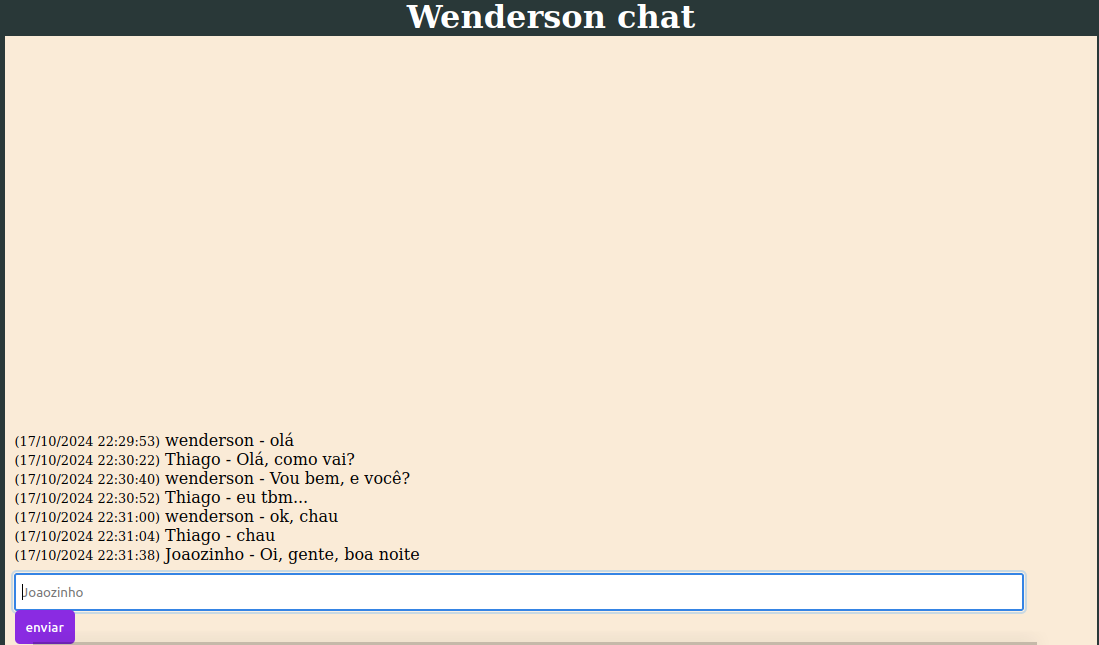 Wenderson chat
(17/10/2024 22:29:53) wenderson - olá
(17/10/2024 22:30:22) Thiago - Olá, como vai?
(17/10/2024 22:30:40) wenderson - Vou bem, e você?
(17/10/2024 22:30:52) Thiago - eu tbm...
(17/10/2024 22:31:00) wenderson - ok, chau
(17/10/2024 22:31:04) Thiago - chau
(17/10/2024 22:31:38) Joaozinho - Oi, gente, boa noite
Joaozinho
enviar